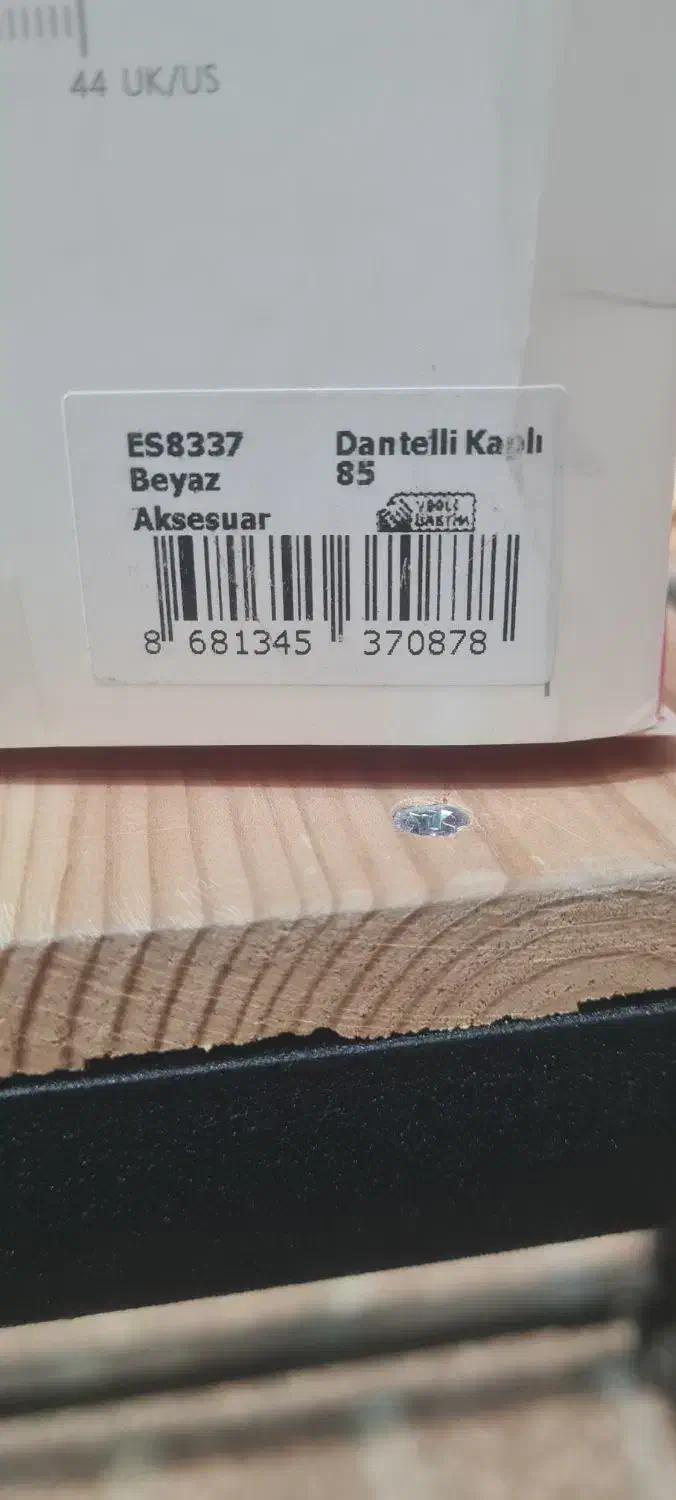 44 UK/US
ES8337 Dantelli Kaplı
Beyaz 85
Aksesuar
8 681345 370878